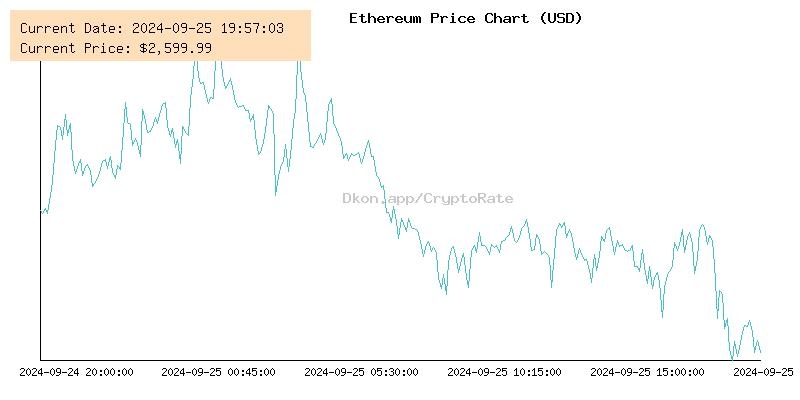 Ethereum Price Chart (USD)
Current Date: 2024-09-25 19:57:03
Current Price: $2,599.99
Dkon.app/CryptoRate
2024-09-24 20:00:00 2024-09-25 00:45:00 2024-09-25 05:30:00 2024-09-25 10:15:00 2024-09-25 15:00:00 2024-09-25